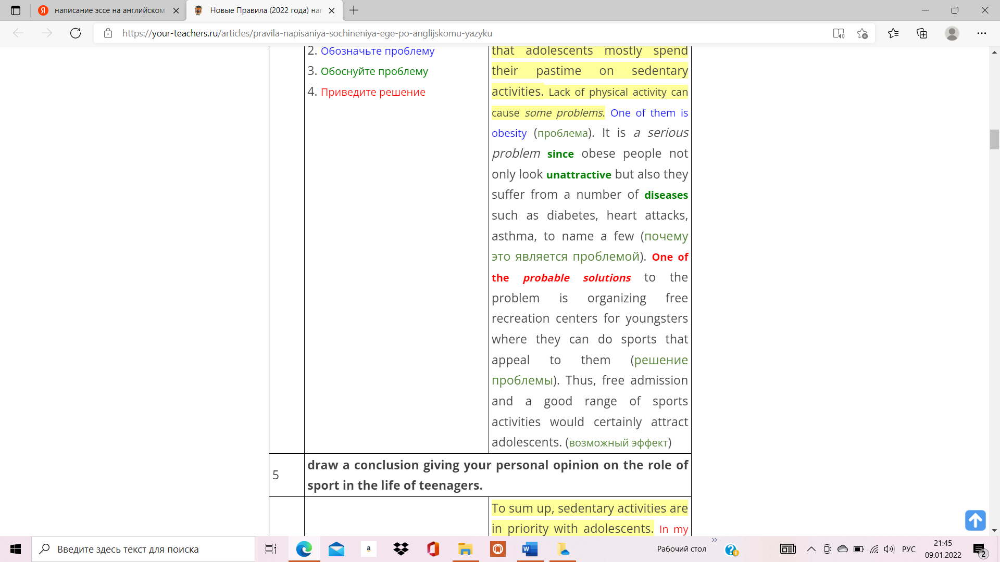 написание эссе на английском
Новые Правила (2022 года) нап
https://your-teachers.ru/articles/pravila-napisaniya-sochineniya-ege-po-anglijskomu-yazyku
2. Обозначьте проблему
3. Обоснуйте проблему
4. Приведите решение
that adolescents mostly spend
their pastime on sedentary
activities. Lack of physical activity can
cause some problems. One of them is
obesity (проблема). It is a serious
problem since obese people not
only look unattractive but also they
suffer from a number of diseases
such as diabetes, heart attacks,
asthma, to name a few (почему
это является проблемой). One of
the probable solutions to the
problem is organizing free
recreation centers for youngsters
where they can do sports that
appeal to them (решение
проблемы). Thus, free admission
and a good range of sports
activities would certainly attract
adolescents. (возможный эффект)
5
draw a conclusion giving your personal opinion on the role of
sport in the life of teenagers.
To sum up, sedentary activities are
in priority with adolescents. In my
Введите здесь текст для поиска
a
Рабочий стол
РУС
21:45
09.01.2022
2